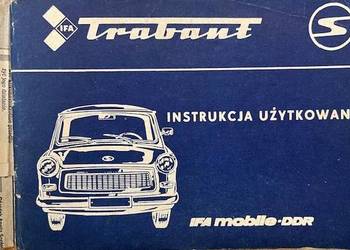 IFA
Trabant
S
INSTRUKCJA UŻYTKOWAN
IFA mobile-DDR